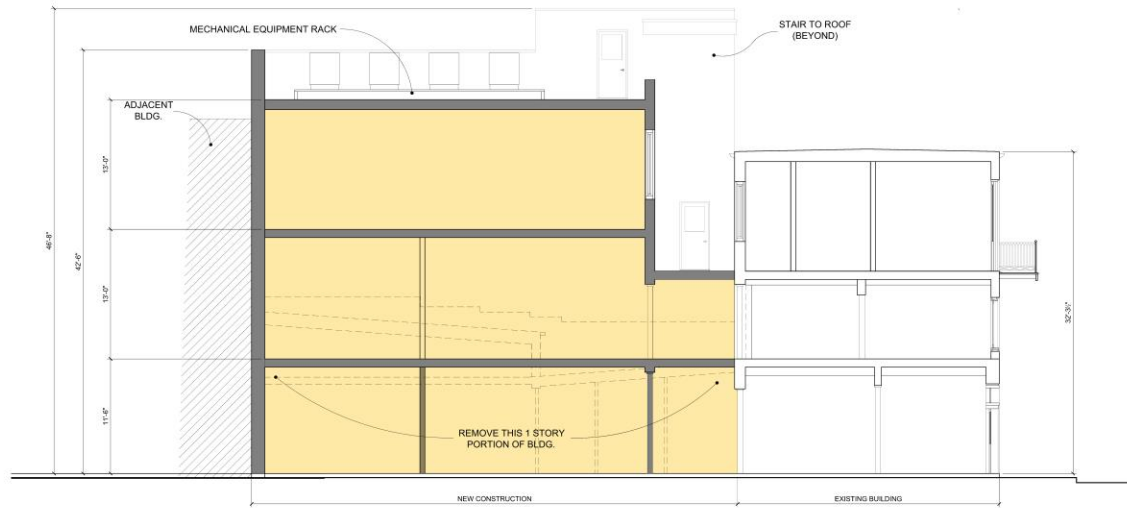 MECHANICAL EQUIPMENT RACK
STAIR TO ROOF
(BEYOND)
ADJACENT
BLDG.
13'-0"
46'-8"
42'-6"
13'-0"
32'-3½"
11'-6"
REMOVE THIS 1 STORY
PORTION OF BLDG.
NEW CONSTRUCTION
EXISTING BUILDING